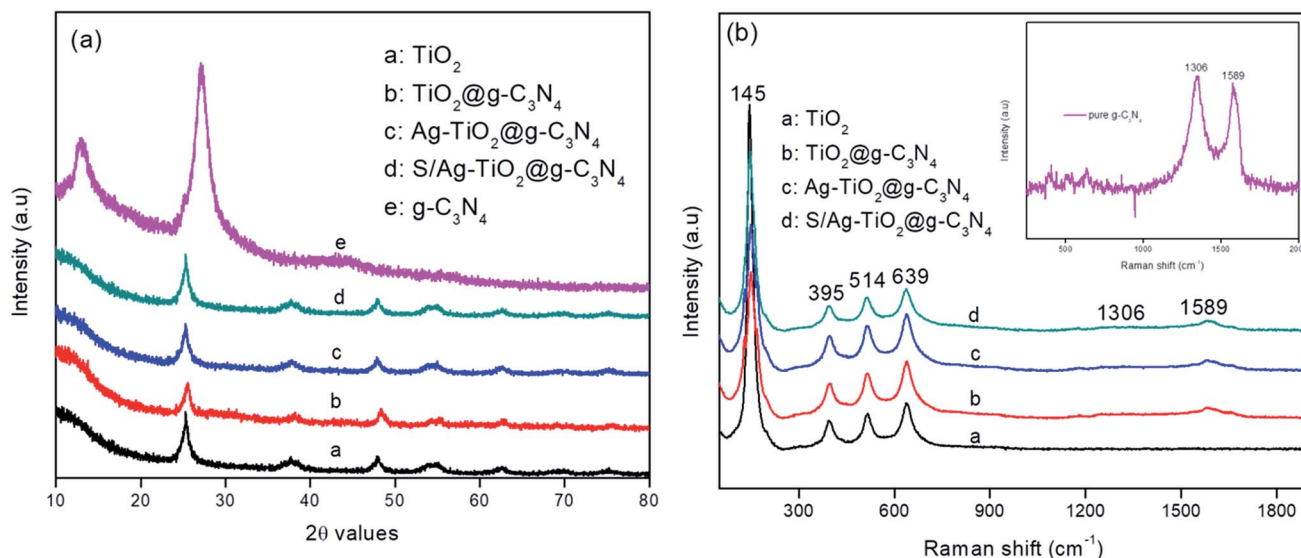 (a)
a: TiO2
b: TiO2@g-C3N4
c: Ag-TiO2@g-C3N4
d: S/Ag-TiO2@g-C3N4
e: g-C3N4
e
d
c
b
a
Intensity (a.u)
10 20 30 40 50 60 70 80
2θ values
(b)
145
a: TiO2
b: TiO2@g-C3N4
c: Ag-TiO2@g-C3N4
d: S/Ag-TiO2@g-C3N4
395 514 639
1306 1589
d
c
b
a
Intensity (a.u)
300 600 900 1200 1500 1800
Raman shift (cm-1)
1306 1589
pure g-C3N4
Intensity (a.u)
500 1000 1500 200
Raman shift (cm-1)